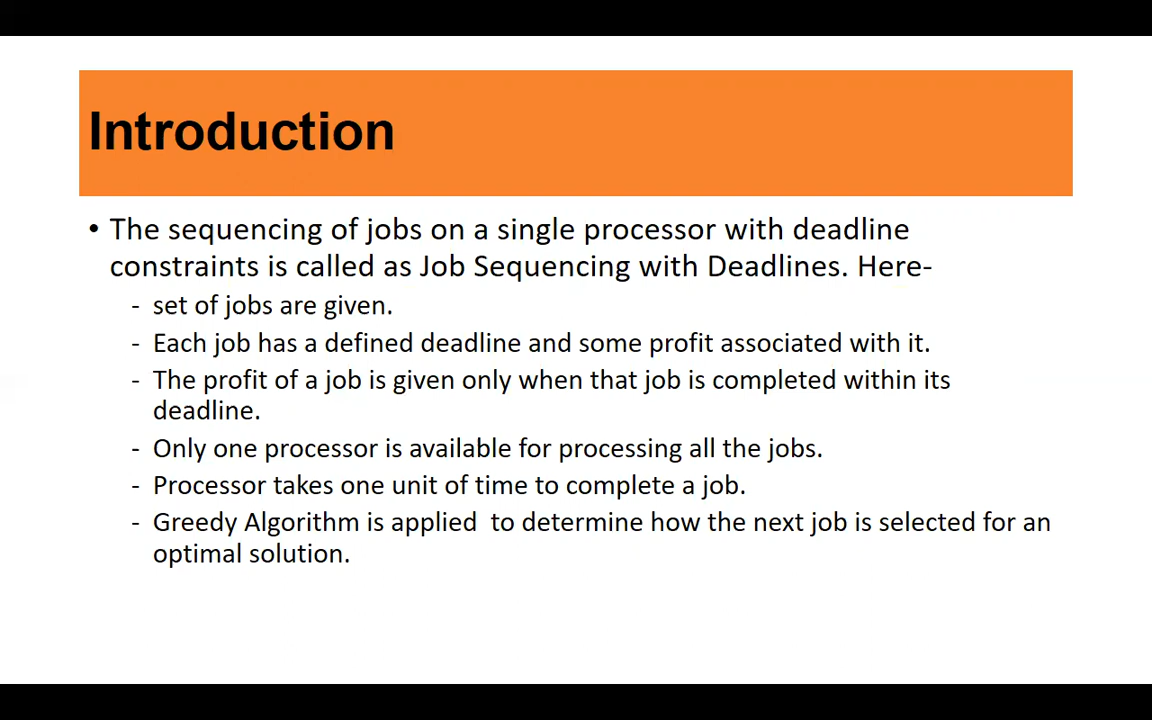 Introduction
• The sequencing of jobs on a single processor with deadline
constraints is called as Job Sequencing with Deadlines. Here-
- set of jobs are given.
- Each job has a defined deadline and some profit associated with it.
- The profit of a job is given only when that job is completed within its
deadline.
- Only one processor is available for processing all the jobs.
- Processor takes one unit of time to complete a job.
- Greedy Algorithm is applied  to determine how the next job is selected for an
optimal solution.